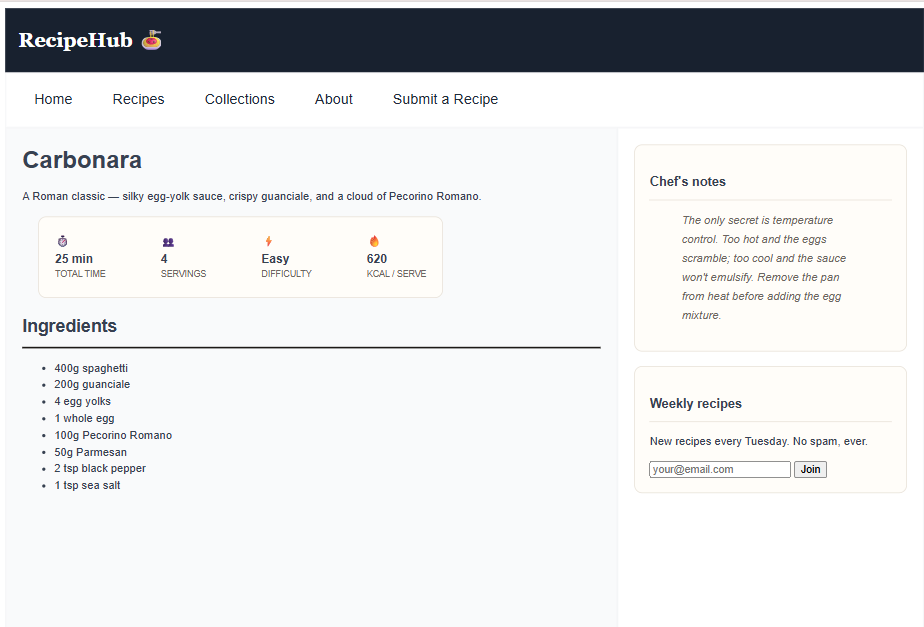 RecipeHub
Home Recipes Collections About Submit a Recipe
Carbonara
A Roman classic — silky egg-yolk sauce, crispy guanciale, and a cloud of Pecorino Romano.
25 min 4 Easy 620
TOTAL TIME SERVINGS DIFFICULTY KCAL / SERVE
Ingredients
400g spaghetti
200g guanciale
4 egg yolks
1 whole egg
100g Pecorino Romano
50g Parmesan
2 tsp black pepper
1 tsp sea salt
Chef's notes
The only secret is temperature
control. Too hot and the eggs
scramble; too cool and the sauce
won't emulsify. Remove the pan
from heat before adding the egg
mixture.
Weekly recipes
New recipes every Tuesday. No spam, ever.
your@email.com Join